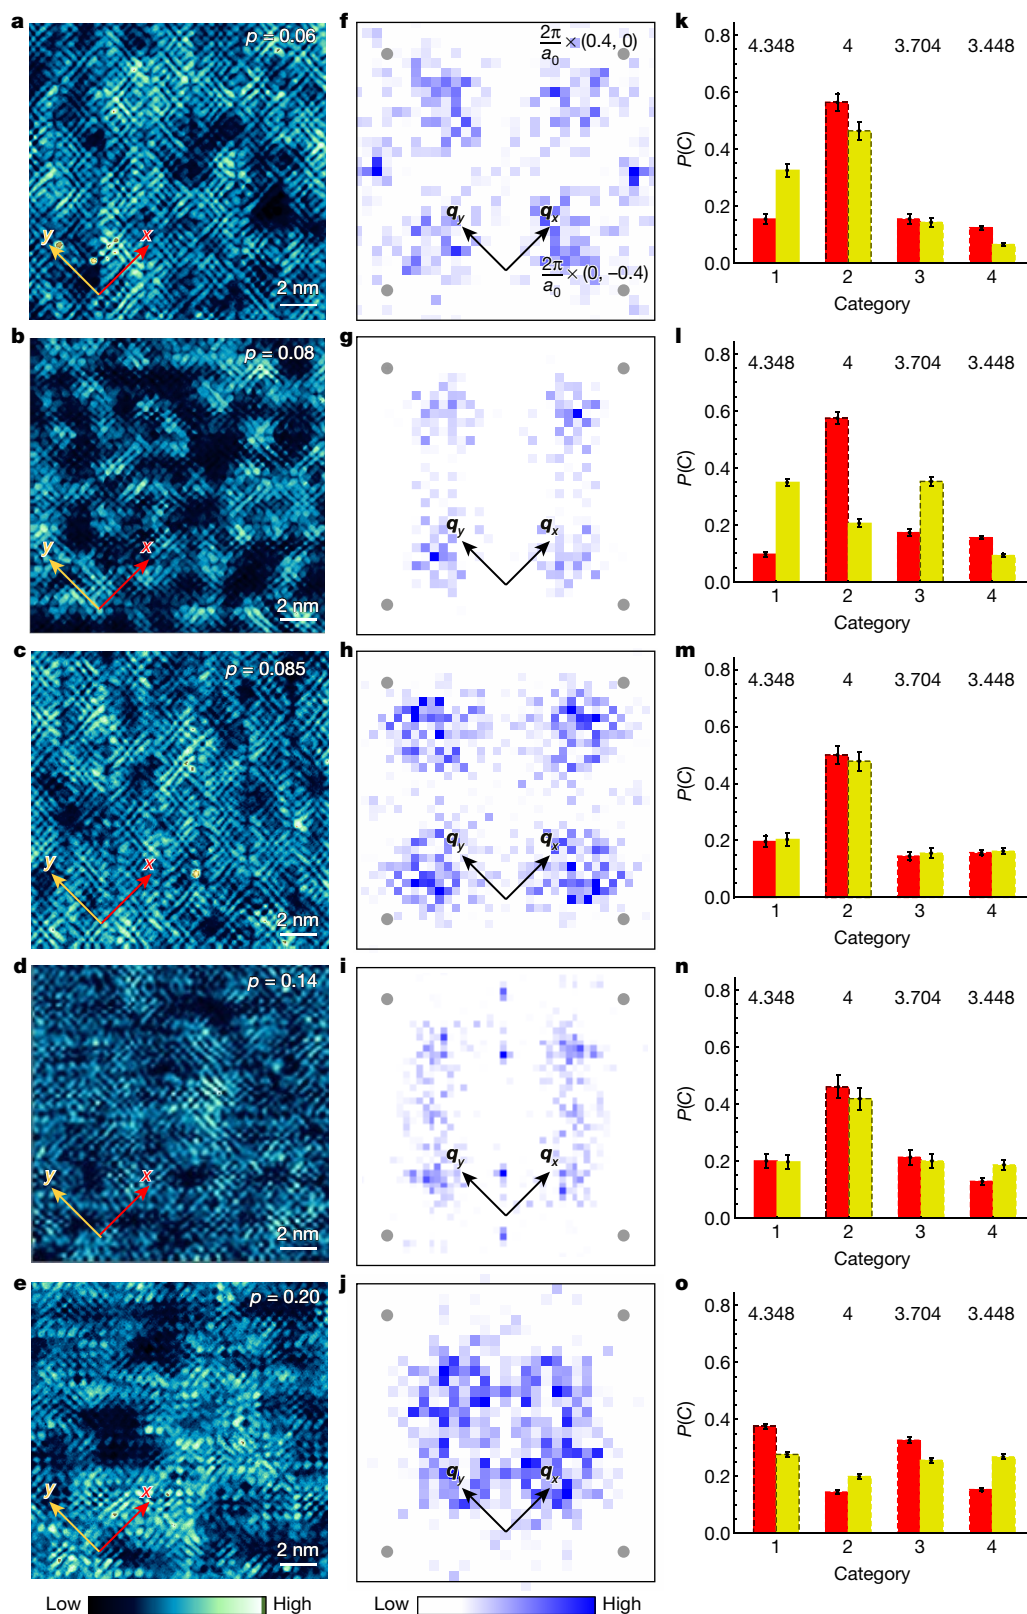 a
p = 0.06
y
x
2 nm
f
2π/a0 × (0.4, 0)
qy
qx
2π/a0 × (0, −0.4)
k
0.8
4.348 4 3.704 3.448
0.6
P(C)
0.4
0.2
0.0
1 2 3 4
Category
b
p = 0.08
y
x
2 nm
g
qy
qx
l
0.8
4.348 4 3.704 3.448
0.6
P(C)
0.4
0.2
0.0
1 2 3 4
Category
c
p = 0.085
y
x
2 nm
h
qy
qx
m
0.8
4.348 4 3.704 3.448
0.6
P(C)
0.4
0.2
0.0
1 2 3 4
Category
d
p = 0.14
y
x
2 nm
i
qy
qx
n
0.8
4.348 4 3.704 3.448
0.6
P(C)
0.4
0.2
0.0
1 2 3 4
Category
e
p = 0.20
y
x
2 nm
j
qy
qx
o
0.8
4.348 4 3.704 3.448
0.6
P(C)
0.4
0.2
0.0
1 2 3 4
Category
Low High
Low High